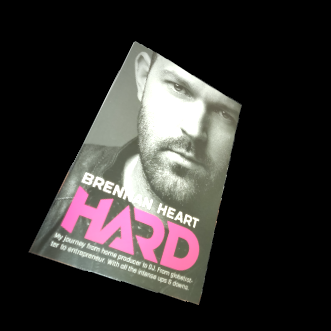 BRENNAN HEART
HARD
My journey from home producer to DJ. From globetrot-
ter to entrepreneur. With all the intense ups & downs.